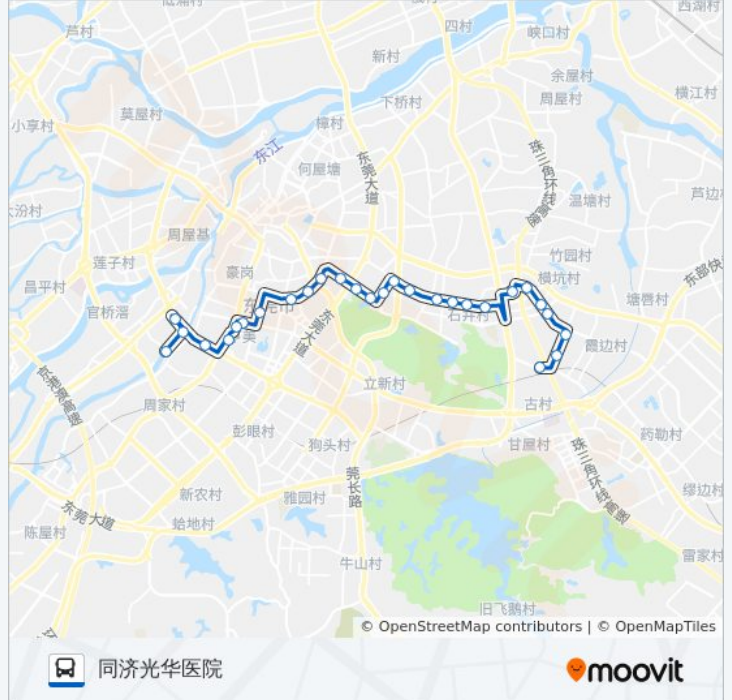 西湖村
芦村
四村
峡口村
新村
余屋村
周屋村
横江村
下桥村
莫屋村
小享村
樟村
东江
何屋塘
东莞大道
珠三角环线高速
芦边村
温塘村
周屋基
竹园村
莲子村
豪岗
横坑村
东部快
昌平村
塘唇村
官桥滘
石井村
东莞大道
霞边村
立新村
京港澳高速
周家村
古村
彭眼村
狗头村
甘屋村
药勒村
莞长路
珠三角环线高速
新农村
雅园村
缪边村
东莞大道
蛤地村
陈屋村
牛山村
雷家村
旧飞鹅村
© OpenStreetMap contributors | © OpenMapTiles
同济光华医院
moovit